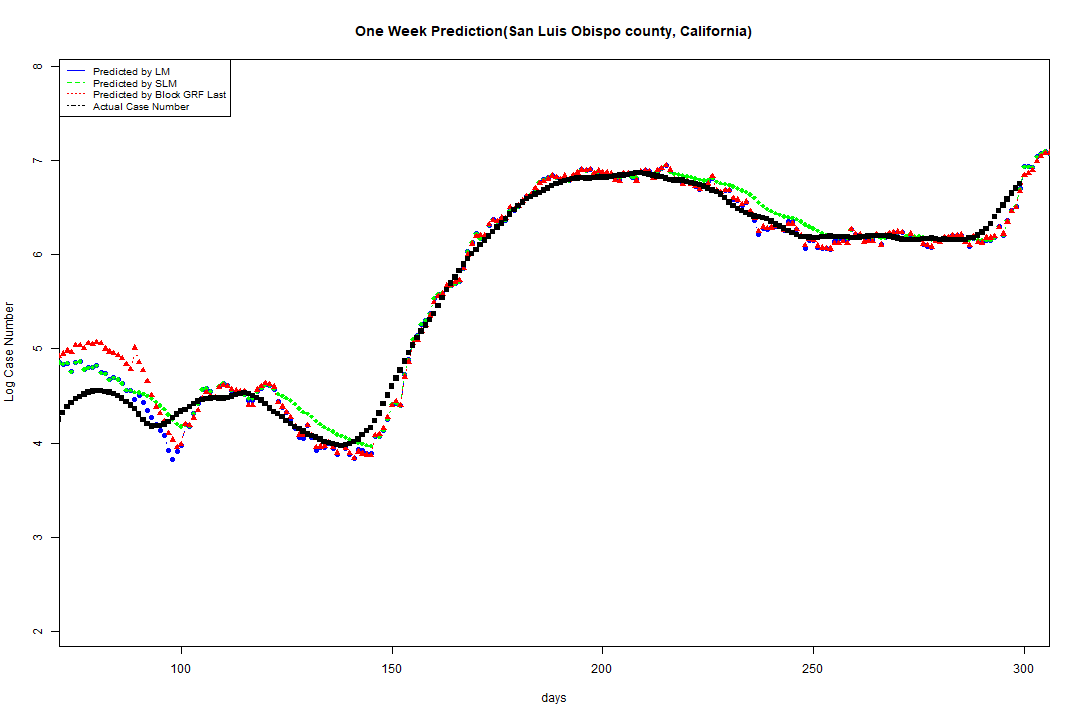 One Week Prediction(San Luis Obispo county, California)
Predicted by LM
Predicted by SLM
Predicted by Block GRF Last
Actual Case Number
8
7
6
5
4
3
2
Log Case Number
100 150 200 250 300
days